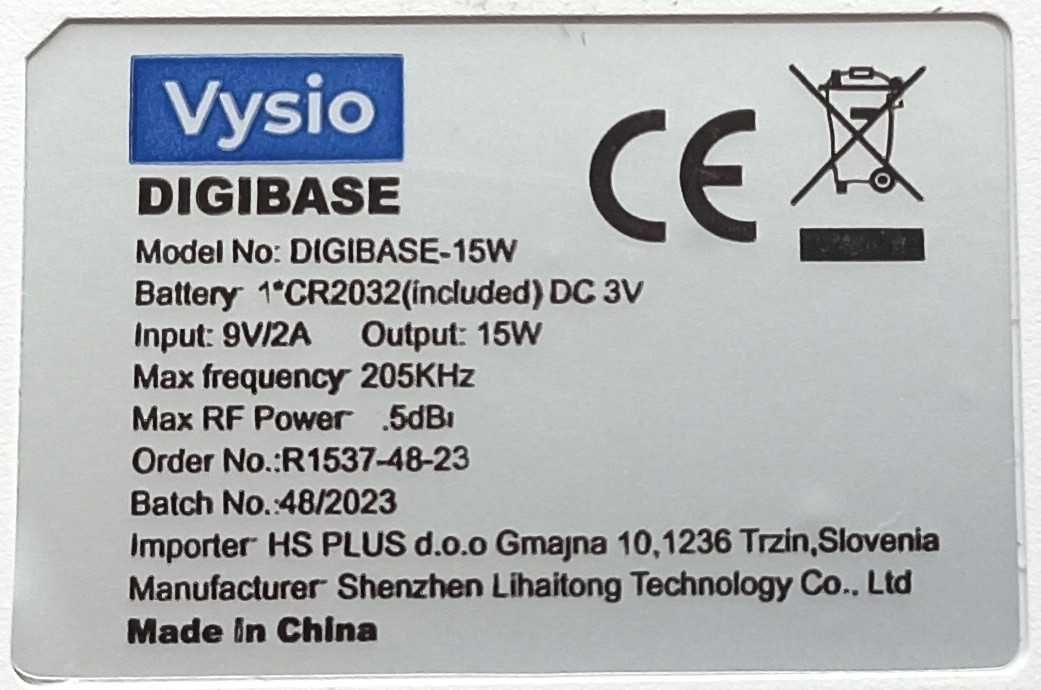 Vysio
DIGIBASE
Model No: DIGIBASE-15W
Battery 1*CR2032(included) DC 3V
Input: 9V/2A Output: 15W
Max frequency 205KHz
Max RF Power
Order No.:R1537-48-23
Batch No.:48/2023
Importer HS PLUS d.o.o Gmajna 10,1236 Trzin,Slovenia
Manufacturer Shenzhen Lihaitong Technology Co., Ltd
Made in China
CE